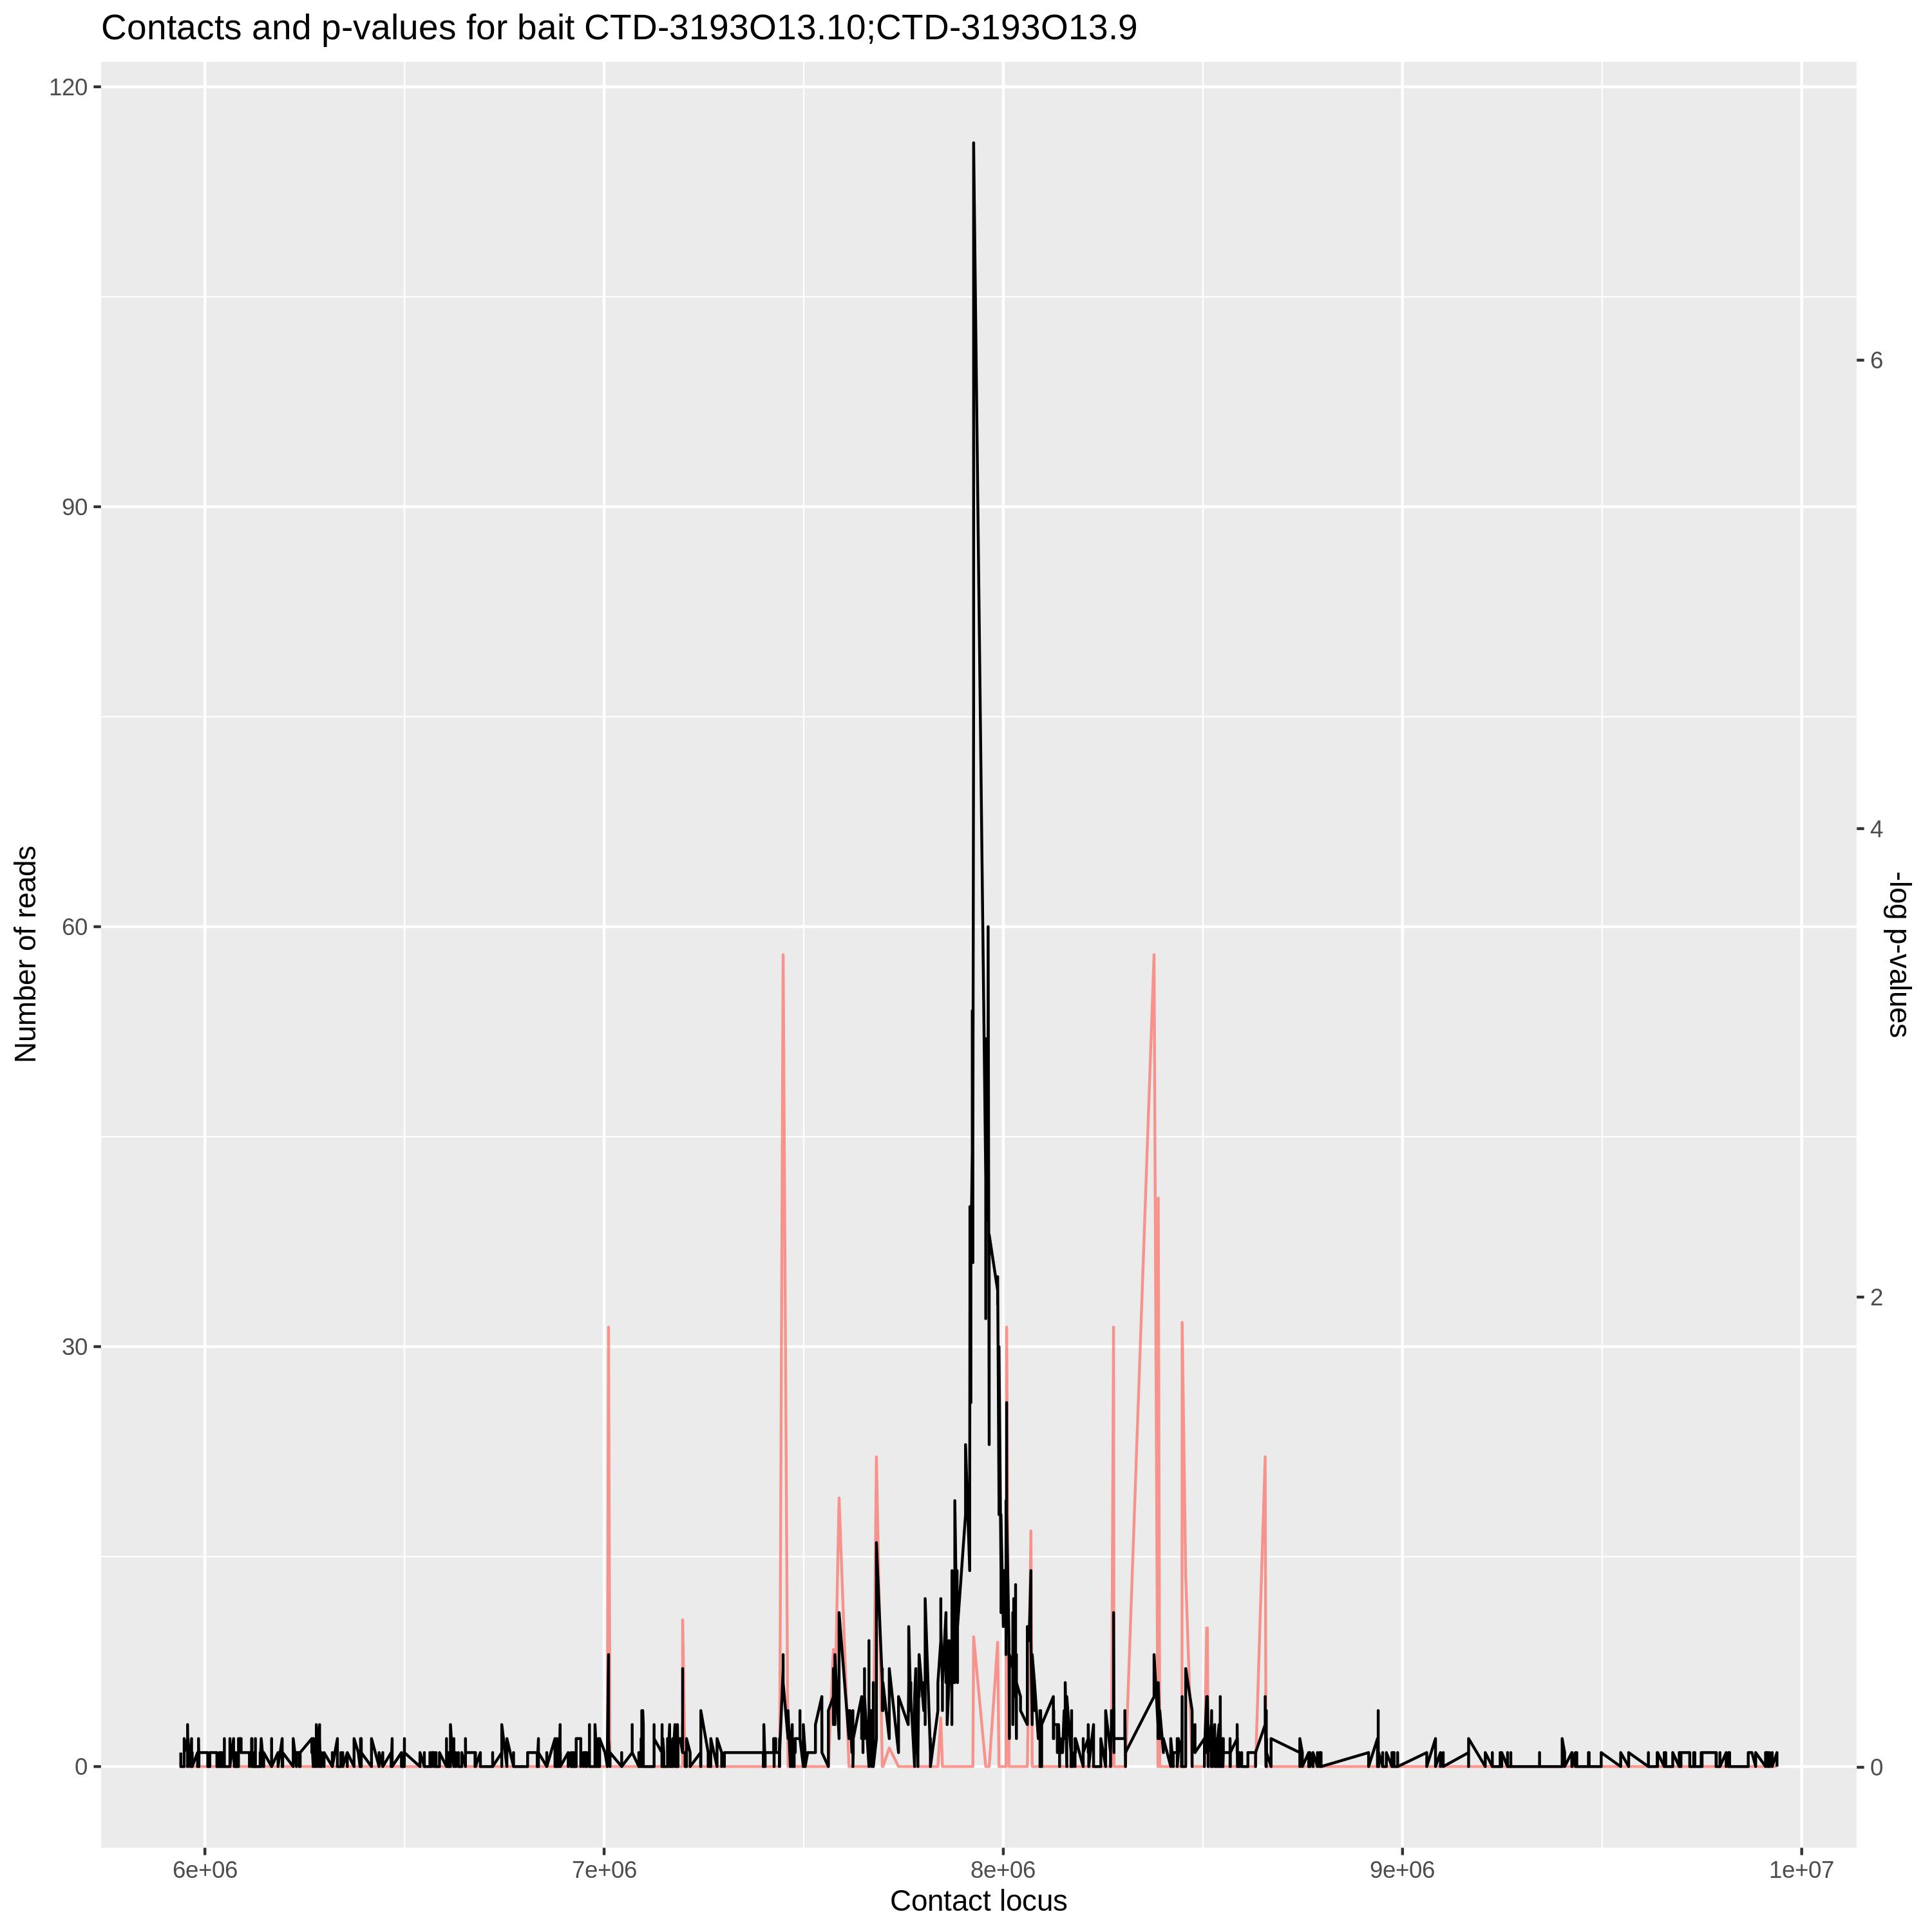 Contacts and p-values for bait CTD-3193O13.10;CTD-3193O13.9
120
90
60
30
0
Number of reads
6
4
2
0
-log p-values
6e+06
7e+06
8e+06
9e+06
1e+07
Contact locus